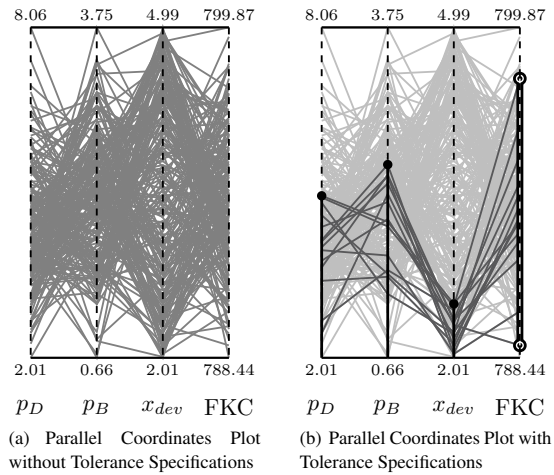 8.06 3.75 4.99 799.87
2.01 0.66 2.01 788.44
p_D p_B x_dev FKC
(a) Parallel Coordinates Plot
without Tolerance Specifications
8.06 3.75 4.99 799.87
2.01 0.66 2.01 788.44
p_D p_B x_dev FKC
(b) Parallel Coordinates Plot with
Tolerance Specifications